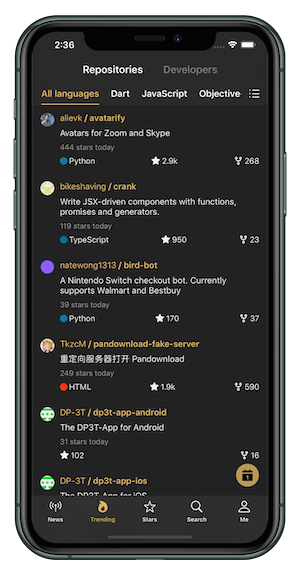 2:36
Repositories Developers
All languages Dart JavaScript Objective-
alievk / avatarify
Avatars for Zoom and Skype
444 stars today
Python 2.9k 268
bikeshaving / crank
Write JSX-driven components with functions,
promises and generators.
119 stars today
TypeScript 950 23
natewong1313 / bird-bot
A Nintendo Switch checkout bot. Currently
supports Walmart and Bestbuy
39 stars today
Python 170 37
TkzcM / pandownload-fake-server
重定向服务器打开 Pandownload
249 stars today
HTML 1.9k 590
DP-3T / dp3t-app-android
The DP3T-App for Android
31 stars today
102 16
DP-3T / dp3t-app-ios
The DP3T-App for iOS
1
News Trending Stars Search Me